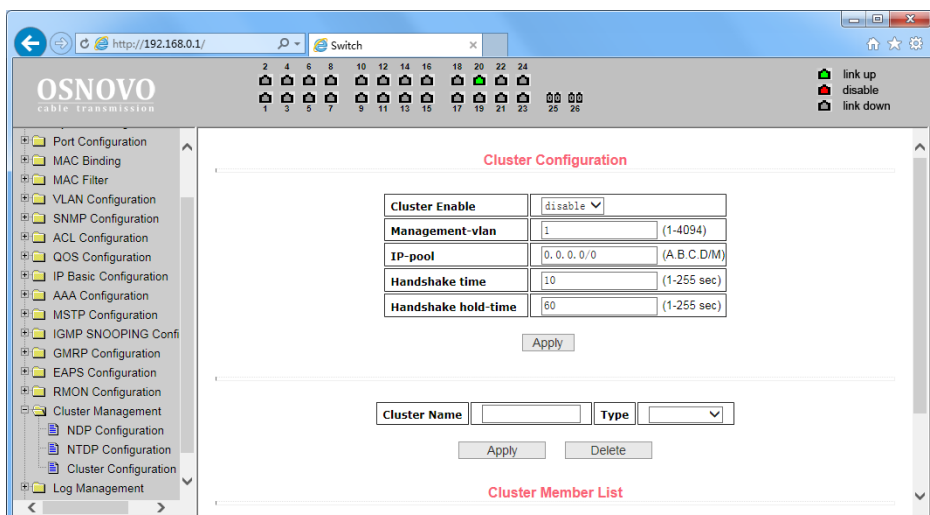 http://192.168.0.1/
Switch
OSNOVO
cable transmission
2 4 6 8 10 12 14 16 18 20 22 24
1 3 5 7 9 11 13 15 17 19 21 23 25 26
link up
disable
link down
Port Configuration
MAC Binding
MAC Filter
VLAN Configuration
SNMP Configuration
ACL Configuration
QOS Configuration
IP Basic Configuration
AAA Configuration
MSTP Configuration
IGMP SNOOPING Confi
GMRP Configuration
EAPS Configuration
RMON Configuration
Cluster Management
NDP Configuration
NTDP Configuration
Cluster Configuration
Log Management
Cluster Configuration
Cluster Enable disable
Management-vlan 1 (1-4094)
IP-pool 0.0.0.0/0 (A.B.C.D/M)
Handshake time 10 (1-255 sec)
Handshake hold-time 60 (1-255 sec)
Apply
Cluster Name Type
Apply Delete
Cluster Member List